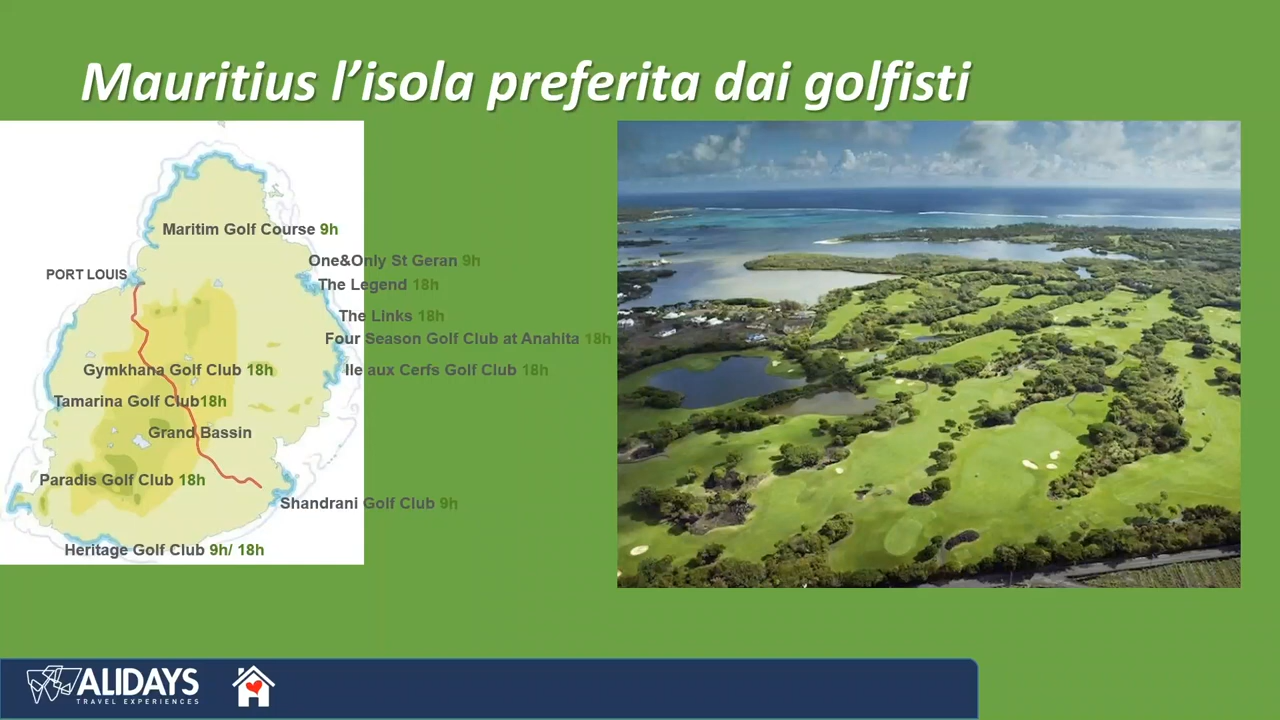 Mauritius l’isola preferita dai golfisti
Maritim Golf Course 9h
One&Only St Geran 9h
PORT LOUIS
The Legend 18h
The Links 18h
Four Season Golf Club at Anahita 18h
Gymkhana Golf Club 18h
Ile aux Cerfs Golf Club 18h
Tamarina Golf Club18h
Grand Bassin
Paradis Golf Club 18h
Shandrani Golf Club 9h
Heritage Golf Club 9h/ 18h
ALIDAYS
TRAVEL EXPERIENCES